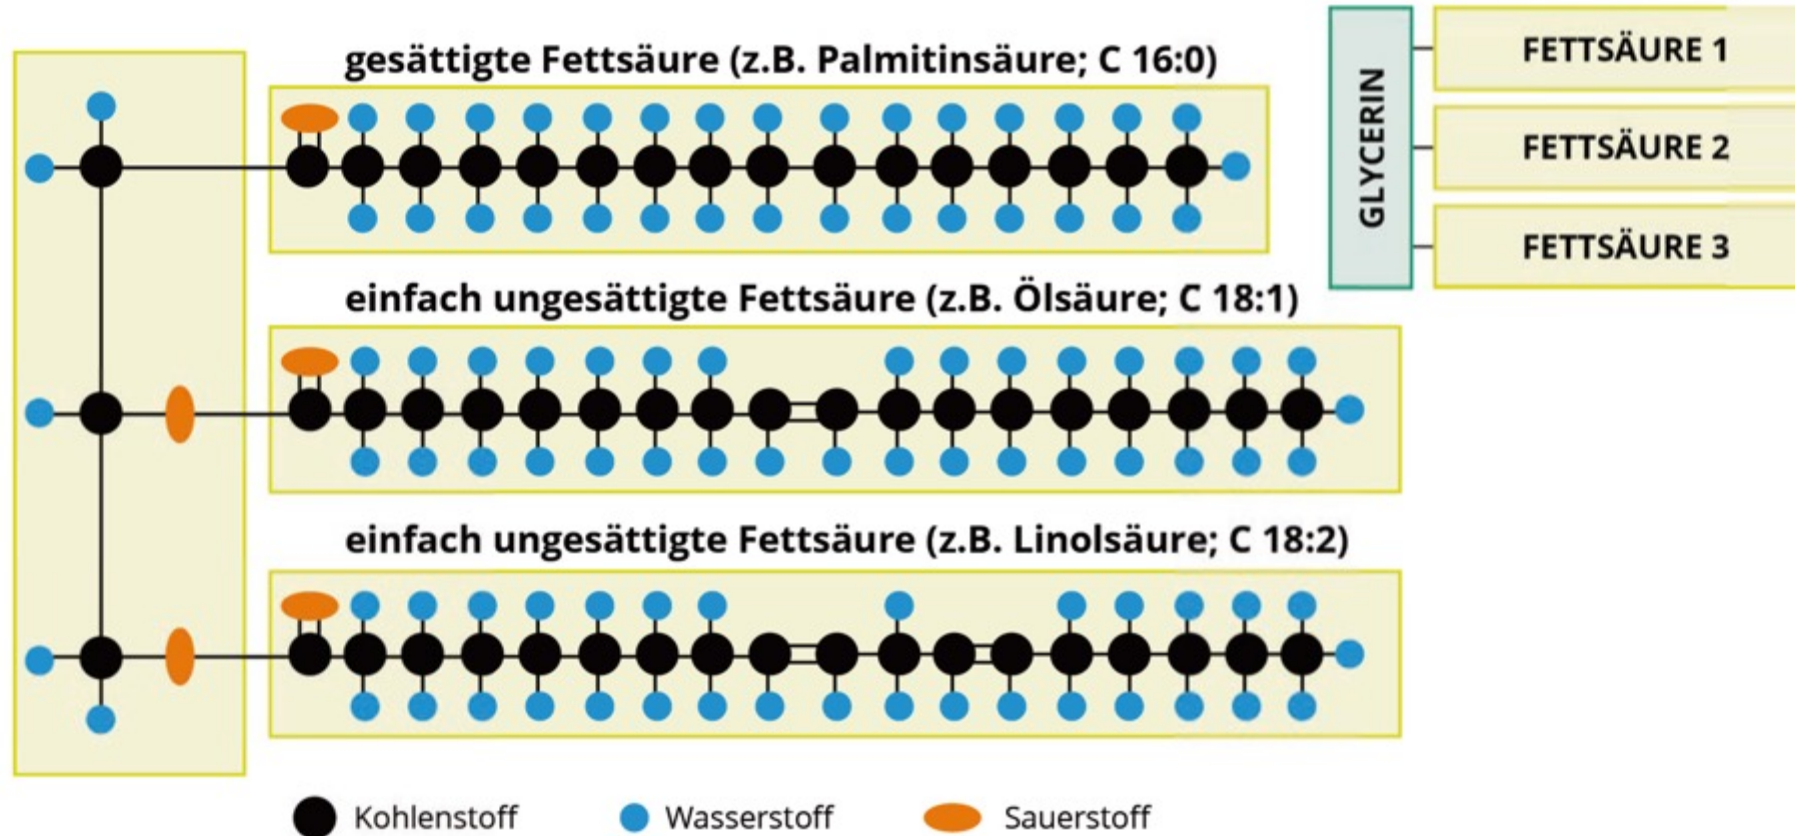 gesättigte Fettsäure (z.B. Palmitinsäure; C 16:0)
GLYCERIN
FETTSÄURE 1
FETTSÄURE 2
FETTSÄURE 3
einfach ungesättigte Fettsäure (z.B. Ölsäure; C 18:1)
einfach ungesättigte Fettsäure (z.B. Linolsäure; C 18:2)
Kohlenstoff Wasserstoff Sauerstoff